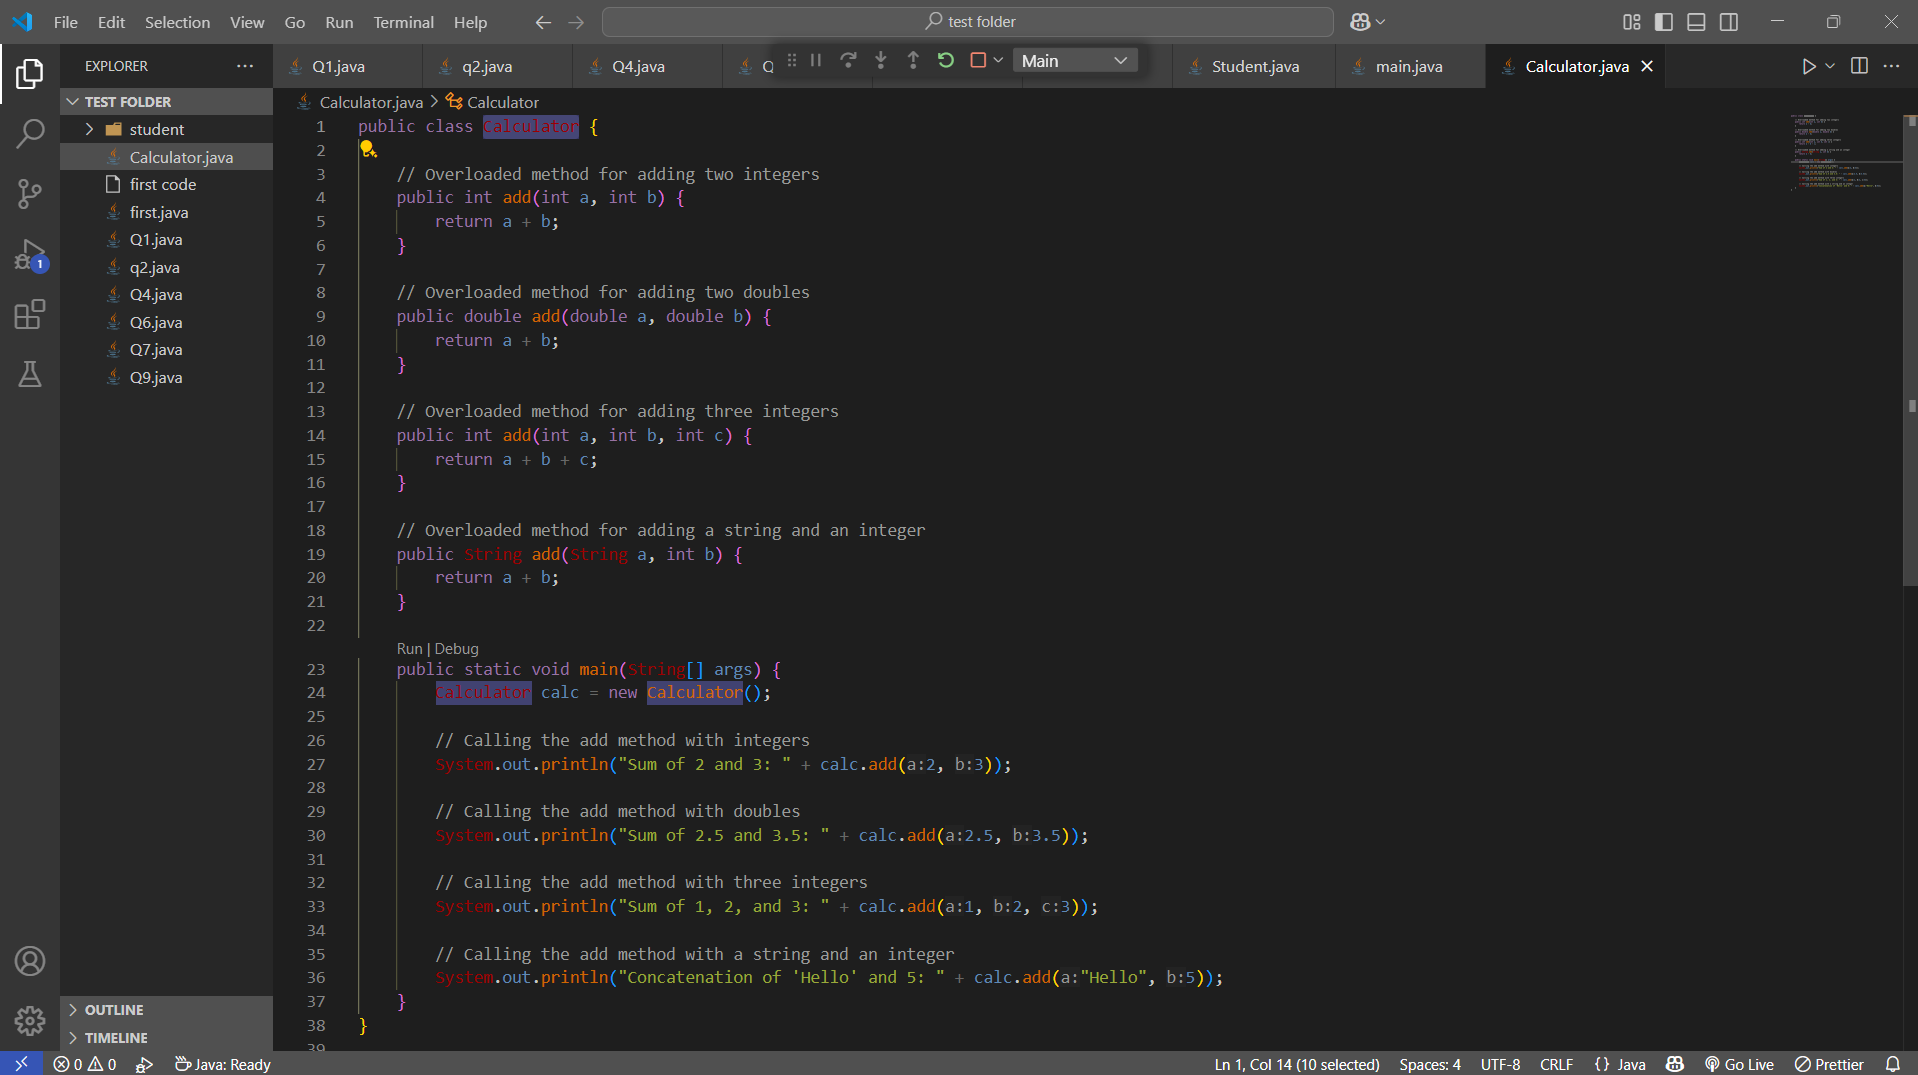 File Edit Selection View Go Run Terminal Help
test folder
EXPLORER
Q1.java
q2.java
Q4.java
Q
Main
Student.java
main.java
Calculator.java
TEST FOLDER
student
Calculator.java
first code
first.java
Q1.java
q2.java
Q4.java
Q6.java
Q7.java
Q9.java
OUTLINE
TIMELINE
1
Calculator.java > Calculator
1 public class Calculator {
2
3 // Overloaded method for adding two integers
4 public int add(int a, int b) {
5 return a + b;
6 }
7
8 // Overloaded method for adding two doubles
9 public double add(double a, double b) {
10 return a + b;
11 }
12
13 // Overloaded method for adding three integers
14 public int add(int a, int b, int c) {
15 return a + b + c;
16 }
17
18 // Overloaded method for adding a string and an integer
19 public String add(String a, int b) {
20 return a + b;
21 }
22
Run | Debug
23 public static void main(String[] args) {
24 Calculator calc = new Calculator();
25
26 // Calling the add method with integers
27 System.out.println("Sum of 2 and 3: " + calc.add(a:2, b:3));
28
29 // Calling the add method with doubles
30 System.out.println("Sum of 2.5 and 3.5: " + calc.add(a:2.5, b:3.5));
31
32 // Calling the add method with three integers
33 System.out.println("Sum of 1, 2, and 3: " + calc.add(a:1, b:2, c:3));
34
35 // Calling the add method with a string and an integer
36 System.out.println("Concatenation of 'Hello' and 5: " + calc.add(a:"Hello", b:5));
37 }
38 }
39
0 0 Java: Ready
Ln 1, Col 14 (10 selected) Spaces: 4 UTF-8 CRLF {} Java Go Live Prettier